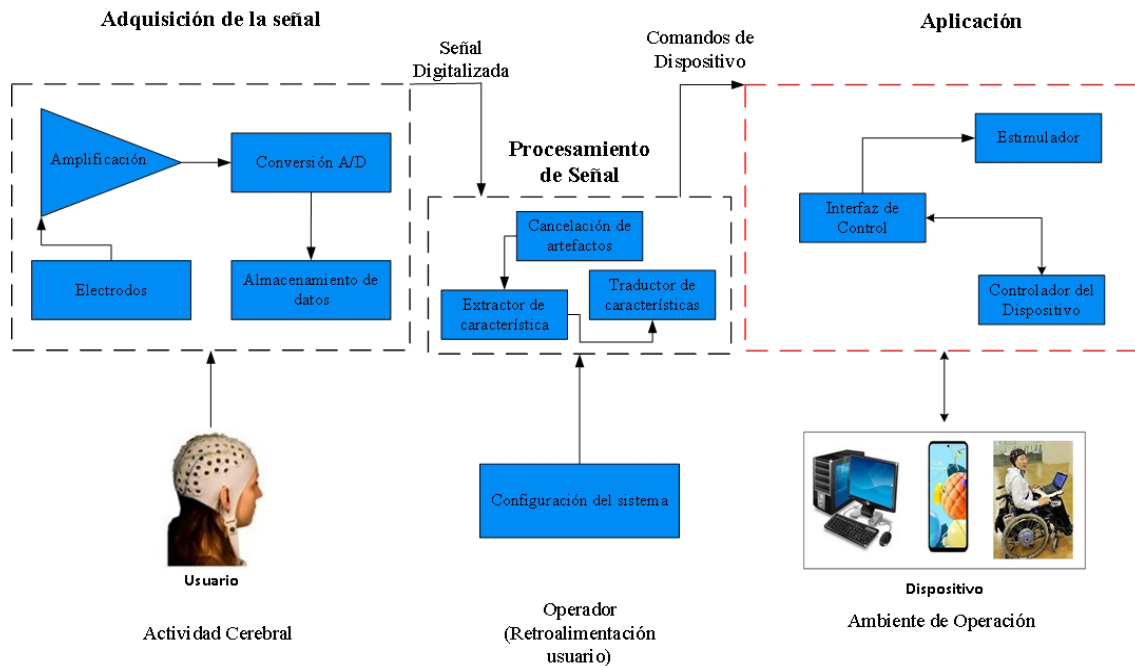 Adquisición de la señal
Señal
Digitalizada
Comandos de
Dispositivo
Aplicación
Amplificación
Conversión A/D
Electrodos
Almacenamiento de
datos
Procesamiento
de Señal
Cancelación de
artefactos
Extractor de
característica
Traductor de
características
Estimulador
Interfaz de
Control
Controlador del
Dispositivo
Configuración del sistema
Usuario
Actividad Cerebral
Operador
(Retroalimentación
usuario)
Dispositivo
Ambiente de Operación